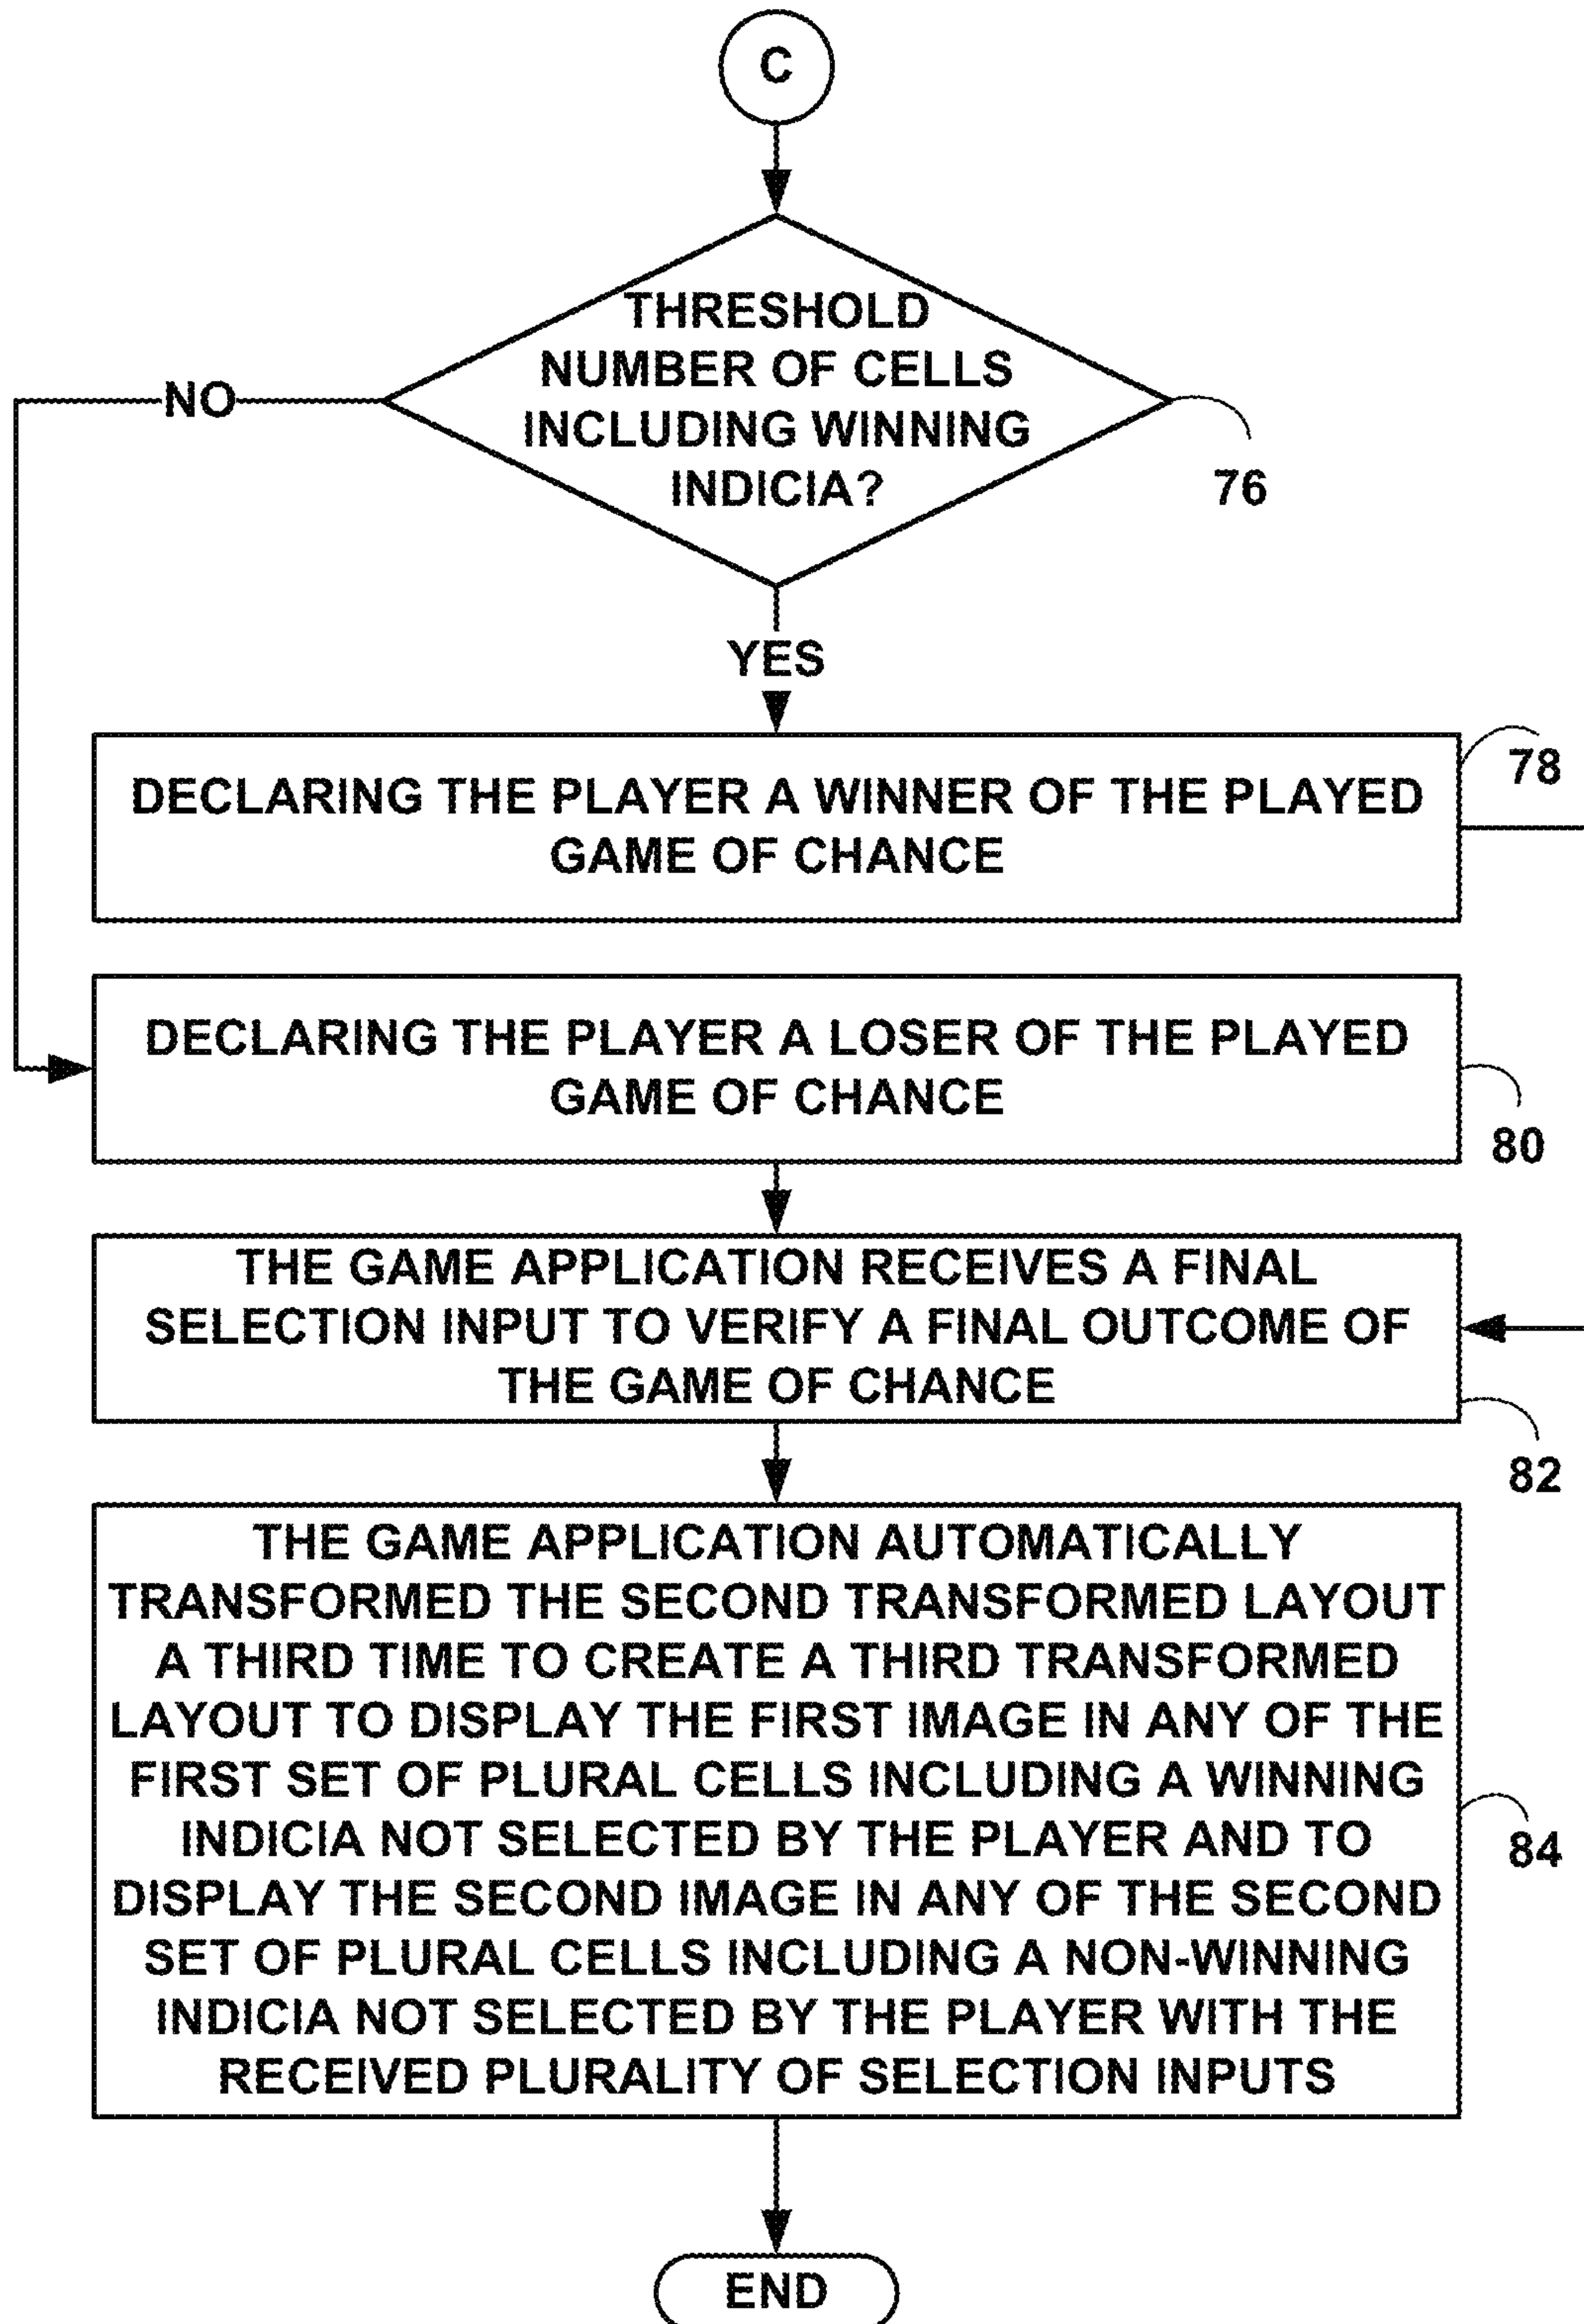 C
THRESHOLD
NUMBER OF CELLS
INCLUDING WINNING
INDICIA?
NO
76
YES
78
DECLARING THE PLAYER A WINNER OF THE PLAYED
GAME OF CHANCE
DECLARING THE PLAYER A LOSER OF THE PLAYED
GAME OF CHANCE
80
THE GAME APPLICATION RECEIVES A FINAL
SELECTION INPUT TO VERIFY A FINAL OUTCOME OF
THE GAME OF CHANCE
82
THE GAME APPLICATION AUTOMATICALLY
TRANSFORMED THE SECOND TRANSFORMED LAYOUT
A THIRD TIME TO CREATE A THIRD TRANSFORMED
LAYOUT TO DISPLAY THE FIRST IMAGE IN ANY OF THE
FIRST SET OF PLURAL CELLS INCLUDING A WINNING
INDICIA NOT SELECTED BY THE PLAYER AND TO
DISPLAY THE SECOND IMAGE IN ANY OF THE SECOND
SET OF PLURAL CELLS INCLUDING A NON-WINNING
INDICIA NOT SELECTED BY THE PLAYER WITH THE
RECEIVED PLURALITY OF SELECTION INPUTS
84
END